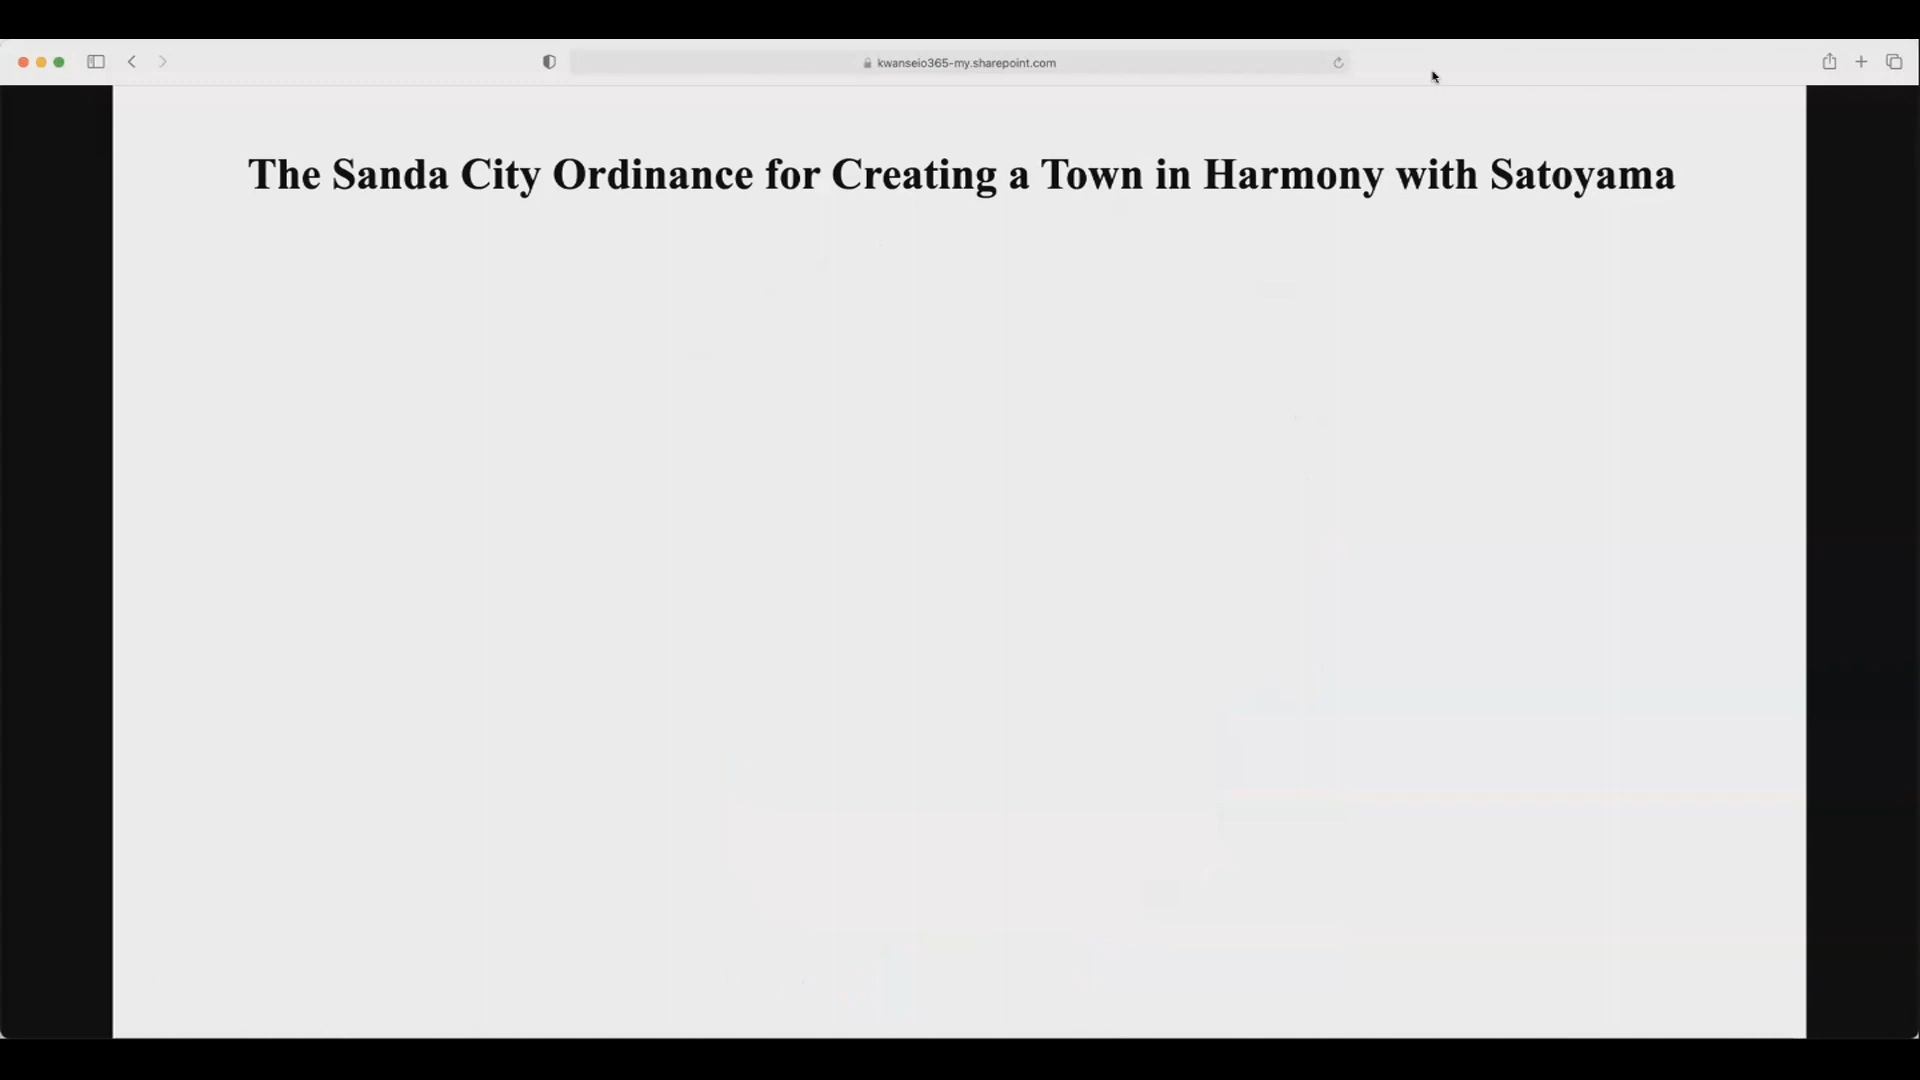 kwanseio365-my.sharepoint.com
The Sanda City Ordinance for Creating a Town in Harmony with Satoyama